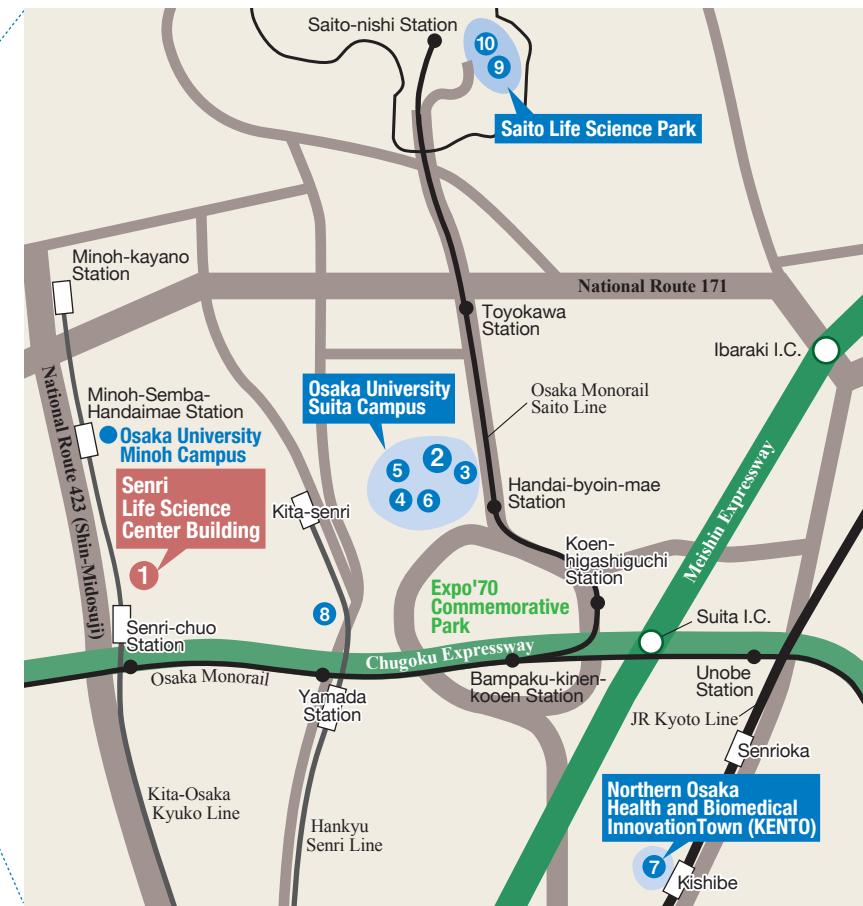 Saito-nishi Station
10
9
Saito Life Science Park
Minoh-kayano
Station
National Route 171
Toyokawa
Station
Ibaraki I.C.
National Route 423 (Shin-Midosuji)
Minoh-Semba-
Handaimae Station
Osaka University
Minoh Campus
Osaka University
Suita Campus
Osaka Monorail
Saito Line
Meishin Expressway
2
5
3
4
6
Senri
Life Science
Center Building
Kita-senri
Handai-byoin-mae
Station
Koen-
higashiguchi
Station
1
Expo'70
Commemorative
Park
8
Suita I.C.
Senri-chuo
Station
Chugoku Expressway
Osaka Monorail
Yamada
Station
Bampaku-kinen-
kooen Station
Unobe
Station
JR Kyoto Line
Senrioka
Kita-Osaka
Kyuko Line
Hankyu
Senri Line
Northern Osaka
Health and Biomedical
InnovationTown (KENTO)
7
Kishibe